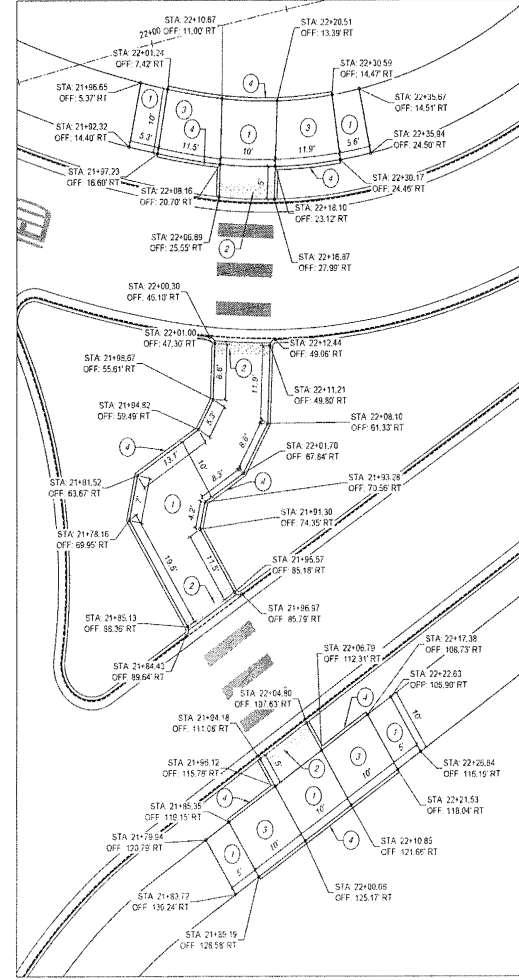 STA: 22+10.67
OFF: 11.00' RT
22+00
STA: 22+20.51
OFF: 13.39' RT
STA: 22+01.24
OFF: 7.42' RT
STA: 22+30.59
OFF: 14.47' RT
STA: 21+96.65
OFF: 5.37' RT
STA: 22+35.67
OFF: 14.51' RT
4
1
3
10'
4
1
3
1
5.3'
11.5'
10'
11.9'
5.6'
STA: 21+92.32
OFF: 14.40' RT
STA: 22+35.94
OFF: 24.50' RT
STA: 21+97.23
OFF: 16.60' RT
4
STA: 22+30.17
OFF: 24.46' RT
STA: 22+08.16
OFF: 20.70' RT
5'
STA: 22+18.10
OFF: 23.12' RT
STA: 22+06.89
OFF: 25.55' RT
2
STA: 22+16.87
OFF: 27.99' RT
STA: 22+00.30
OFF: 46.10' RT
STA: 22+01.00
OFF: 47.30' RT
STA: 22+12.44
OFF: 49.06' RT
STA: 21+98.67
OFF: 55.61' RT
2
8.6'
11.9'
STA: 22+11.21
OFF: 49.80' RT
STA: 21+94.82
OFF: 59.49' RT
5.3'
STA: 22+08.10
OFF: 61.33' RT
4
13.1'
10'
8.6'
8.3'
STA: 22+01.70
OFF: 67.84' RT
4
STA: 21+81.52
OFF: 63.67' RT
7'
1
4.2'
STA: 21+93.28
OFF: 70.56' RT
STA: 21+91.30
OFF: 74.35' RT
STA: 21+78.16
OFF: 69.95' RT
19.5'
11.5'
STA: 21+95.57
OFF: 85.18' RT
2
STA: 21+96.97
OFF: 85.79' RT
STA: 21+85.13
OFF: 88.36' RT
STA: 21+84.43
OFF: 89.64' RT
STA: 22+06.79
OFF: 112.31' RT
STA: 22+17.38
OFF: 108.73' RT
STA: 22+04.80
OFF: 107.63' RT
STA: 22+22.63
OFF: 106.90' RT
STA: 21+94.18
OFF: 111.06' RT
4
10'
STA: 21+96.12
OFF: 115.78' RT
5'
2
3
1
5'
STA: 22+26.84
OFF: 116.19' RT
4
1
10'
STA: 22+21.53
OFF: 118.04' RT
STA: 21+85.35
OFF: 119.15' RT
3
10'
4
STA: 22+10.85
OFF: 121.66' RT
STA: 21+79.94
OFF: 120.79' RT
1
5'
10'
STA: 22+00.06
OFF: 125.17' RT
STA: 21+83.72
OFF: 130.24' RT
STA: 21+89.19
OFF: 128.58' RT